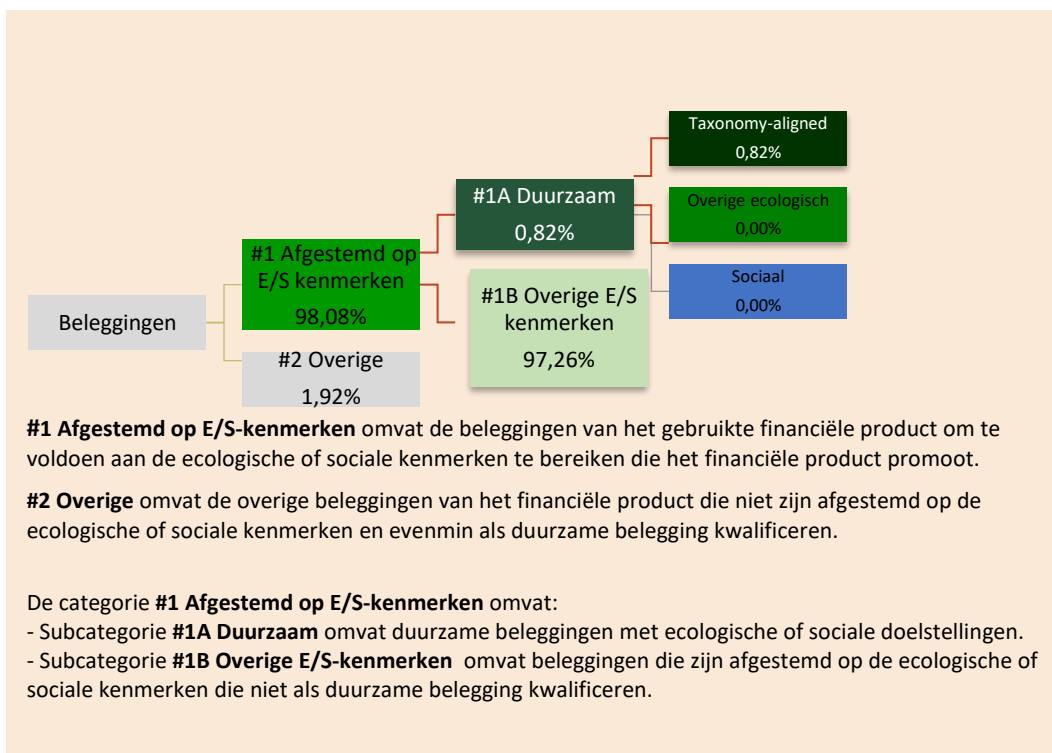 Taxonomy-aligned
0,82%
#1A Duurzaam
0,82%
Overige ecologisch
0,00%
#1 Afgestemd op
E/S kenmerken
98,08%
Sociaal
0,00%
#1B Overige E/S
kenmerken
97,26%
Beleggingen
#2 Overige
1,92%
#1 Afgestemd op E/S-kenmerken omvat de beleggingen van het gebruikte financiële product om te
voldoen aan de ecologische of sociale kenmerken te bereiken die het financiële product promoot.
#2 Overige omvat de overige beleggingen van het financiële product die niet zijn afgestemd op de
ecologische of sociale kenmerken en evenmin als duurzame belegging kwalificeren.
De categorie #1 Afgestemd op E/S-kenmerken omvat:
- Subcategorie #1A Duurzaam omvat duurzame beleggingen met ecologische of sociale doelstellingen.
- Subcategorie #1B Overige E/S-kenmerken omvat beleggingen die zijn afgestemd op de ecologische of
sociale kenmerken die niet als duurzame belegging kwalificeren.